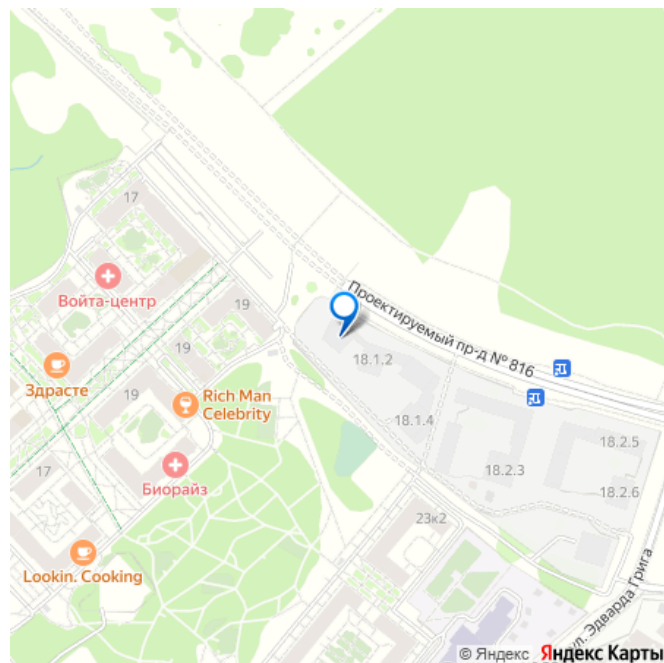 17
Войта-центр
19
Проектируемый пр-д № 816
19
18.1.2
Здрасте
19
Rich Man
Celebrity
18.1.4
18.2.5
17
Биорайз
18.2.3
18.2.6
23к2
Lookin. Cooking
ул. Эдварда Грига
© Яндекс Яндекс Карты